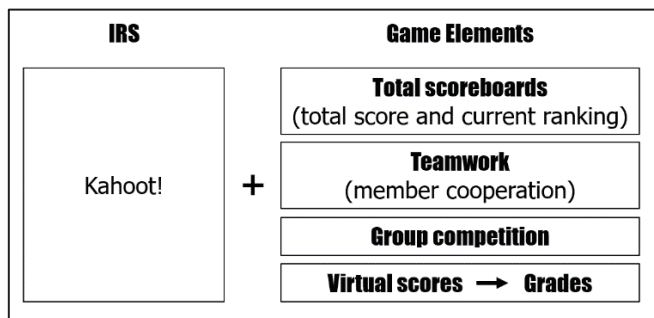 IRS
Kahoot!
+
Game Elements
Total scoreboards
(total score and current ranking)
Teamwork
(member cooperation)
Group competition
Virtual scores → Grades